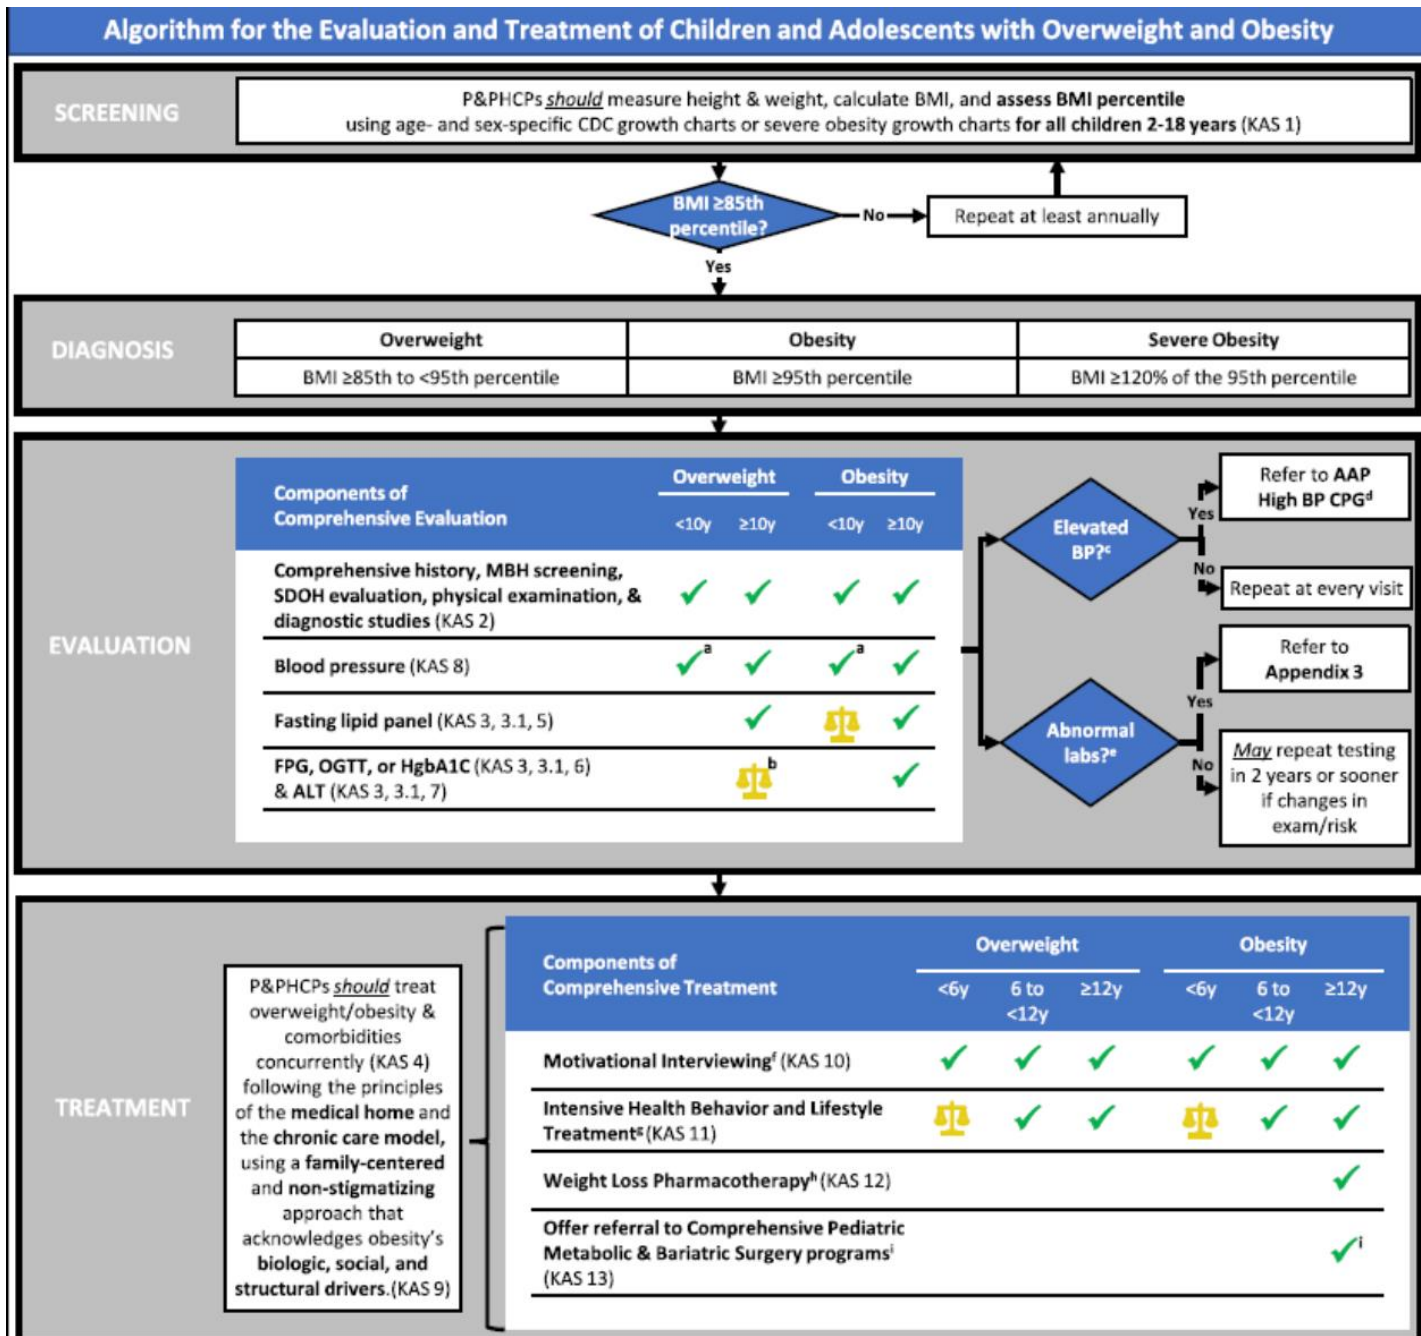 Algorithm for the Evaluation and Treatment of Children and Adolescents with Overweight and Obesity
SCREENING
P&PHCPs should measure height & weight, calculate BMI, and assess BMI percentile
using age- and sex-specific CDC growth charts or severe obesity growth charts for all children 2-18 years (KAS 1)
BMI ≥85th
percentile?
No
Repeat at least annually
Yes
DIAGNOSIS
Overweight
Obesity
Severe Obesity
BMI ≥85th to <95th percentile
BMI ≥95th percentile
BMI ≥120% of the 95th percentile
EVALUATION
Components of
Comprehensive Evaluation
Overweight
Obesity
<10y
≥10y
<10y
≥10y
Comprehensive history, MBH screening,
SDOH evaluation, physical examination, &
diagnostic studies (KAS 2)
✓ ✓ ✓ ✓
Blood pressure (KAS 8)
✓a ✓ ✓a ✓
Fasting lipid panel (KAS 3, 3.1, 5)
✓ ✓
FPG, OGTT, or HgbA1C (KAS 3, 3.1, 6)
& ALT (KAS 3, 3.1, 7)
b ✓
Elevated
BP?c
Yes
Refer to AAP
High BP CPGd
No
Repeat at every visit
Abnormal
labs?e
Yes
Refer to
Appendix 3
No
May repeat testing
in 2 years or sooner
if changes in
exam/risk
TREATMENT
P&PHCPs should treat
overweight/obesity &
comorbidities
concurrently (KAS 4)
following the principles
of the medical home and
the chronic care model,
using a family-centered
and non-stigmatizing
approach that
acknowledges obesity's
biologic, social, and
structural drivers.(KAS 9)
Components of
Comprehensive Treatment
Overweight
Obesity
<6y
6 to
<12y
≥12y
<6y
6 to
<12y
≥12y
Motivational Interviewingf (KAS 10)
✓ ✓ ✓ ✓ ✓ ✓
Intensive Health Behavior and Lifestyle
Treatmentg (KAS 11)
✓ ✓ ✓ ✓
Weight Loss Pharmacotherapyh (KAS 12)
✓
Offer referral to Comprehensive Pediatric
Metabolic & Bariatric Surgery programsi
(KAS 13)
✓i